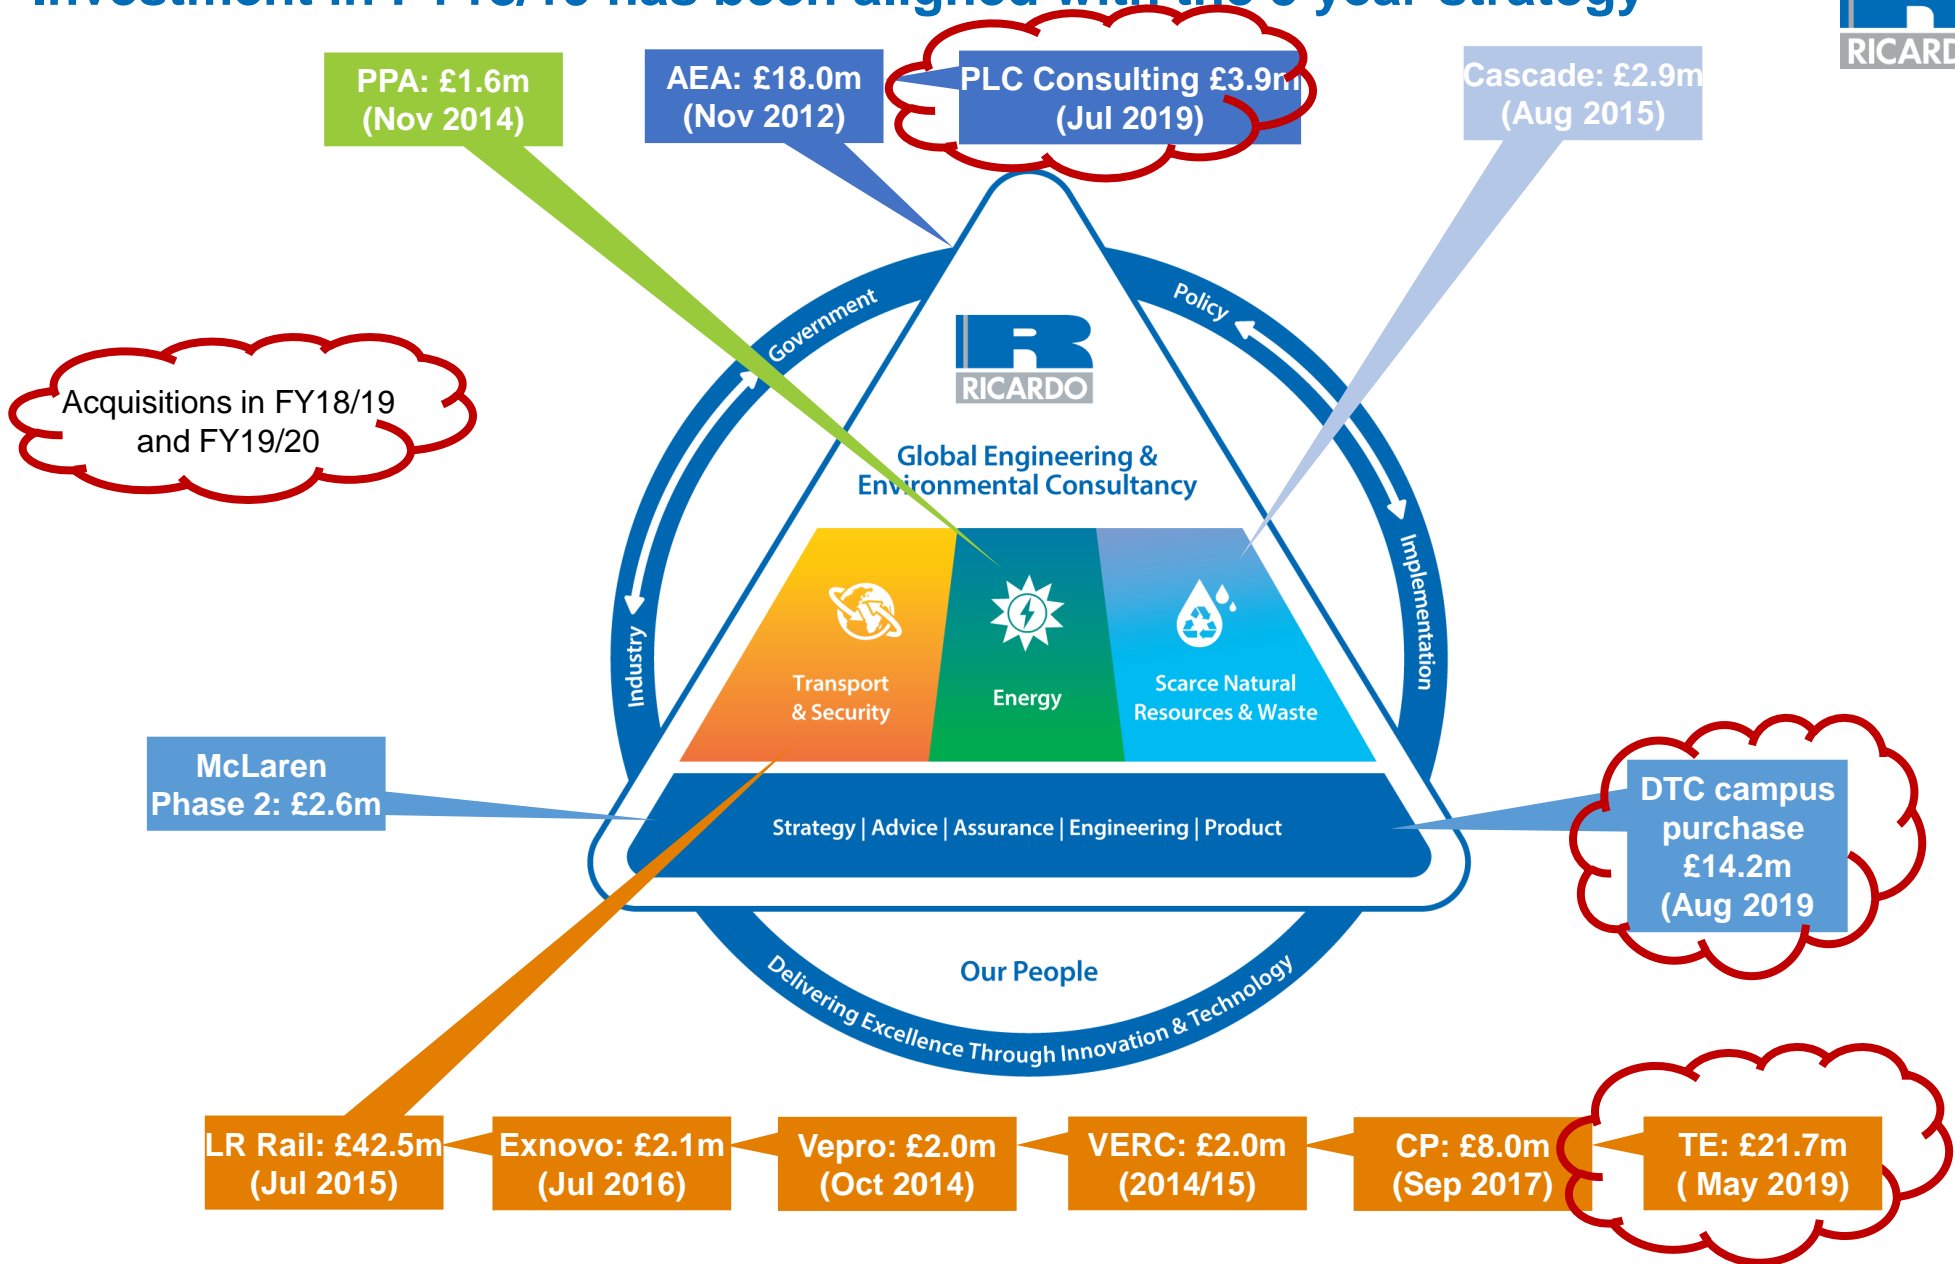 PPA: £1.6m
(Nov 2014)
AEA: £18.0m
(Nov 2012)
PLC Consulting £3.9m
(Jul 2019)
Cascade: £2.9m
(Aug 2015)
RICARD
Government
Policy
Implementation
Industry
RICARDO
Global Engineering &
Environmental Consultancy
Acquisitions in FY18/19
and FY19/20
Transport
& Security
Energy
Scarce Natural
Resources & Waste
McLaren
Phase 2: £2.6m
Strategy | Advice | Assurance | Engineering | Product
DTC campus
purchase
£14.2m
(Aug 2019
Our People
Delivering Excellence Through Innovation & Technology
LR Rail: £42.5m
(Jul 2015)
Exnovo: £2.1m
(Jul 2016)
Vepro: £2.0m
(Oct 2014)
VERC: £2.0m
(2014/15)
CP: £8.0m
(Sep 2017)
TE: £21.7m
( May 2019)